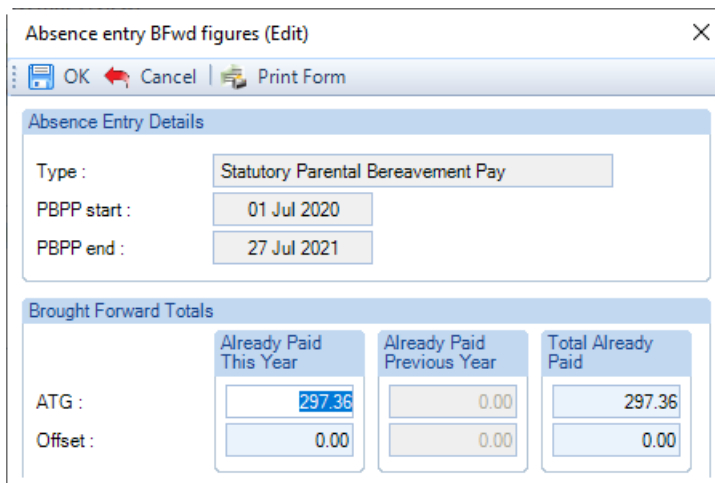 Absence entry BFwd figures (Edit)
OK Cancel Print Form
Absence Entry Details
Type : Statutory Parental Bereavement Pay
PBPP start : 01 Jul 2020
PBPP end : 27 Jul 2021
Brought Forward Totals
Already Paid This Year Already Paid Previous Year Total Already Paid
ATG : 297.36 0.00 297.36
Offset : 0.00 0.00 0.00